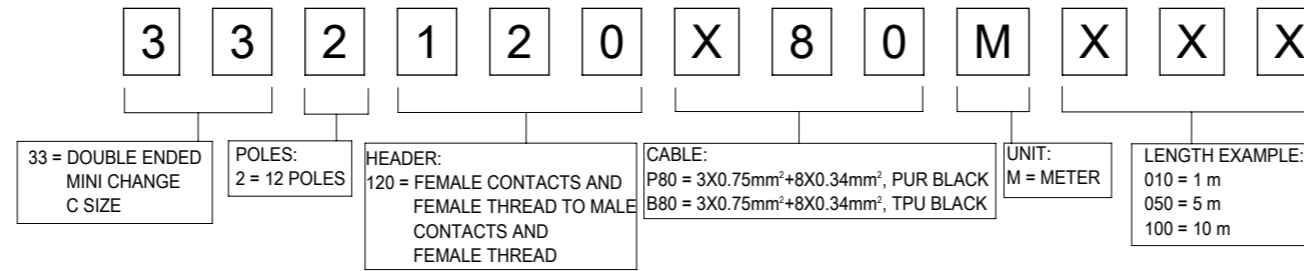 3 3 2 1 2 0 X 8 0 M X X X
33 = DOUBLE ENDED
MINI CHANGE
C SIZE
POLES:
2 = 12 POLES
HEADER:
120 = FEMALE CONTACTS AND
FEMALE THREAD TO MALE
CONTACTS AND
FEMALE THREAD
CABLE:
P80 = 3X0.75mm²+8X0.34mm², PUR BLACK
B80 = 3X0.75mm²+8X0.34mm², TPU BLACK
UNIT:
M = METER
LENGTH EXAMPLE:
010 = 1 m
050 = 5 m
100 = 10 m